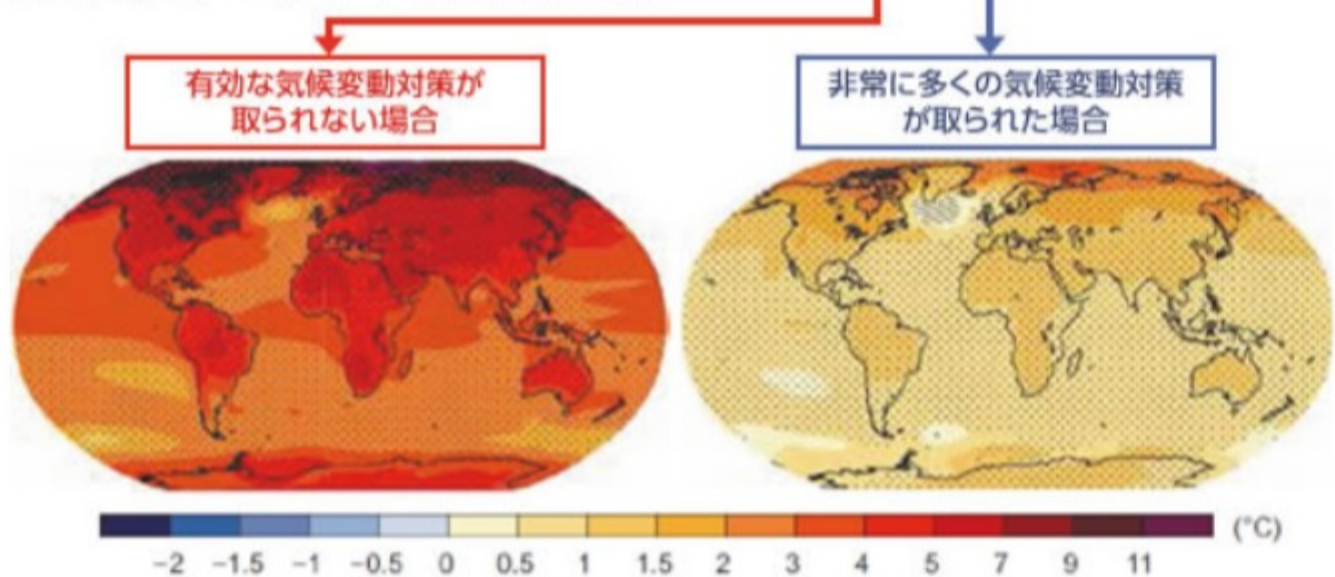 有効な気候変動対策が
取られない場合
非常に多くの気候変動対策
が取られた場合
-2 -1.5 -1 -0.5 0 0.5 1 1.5 2 3 4 5 7 9 11 (°C)